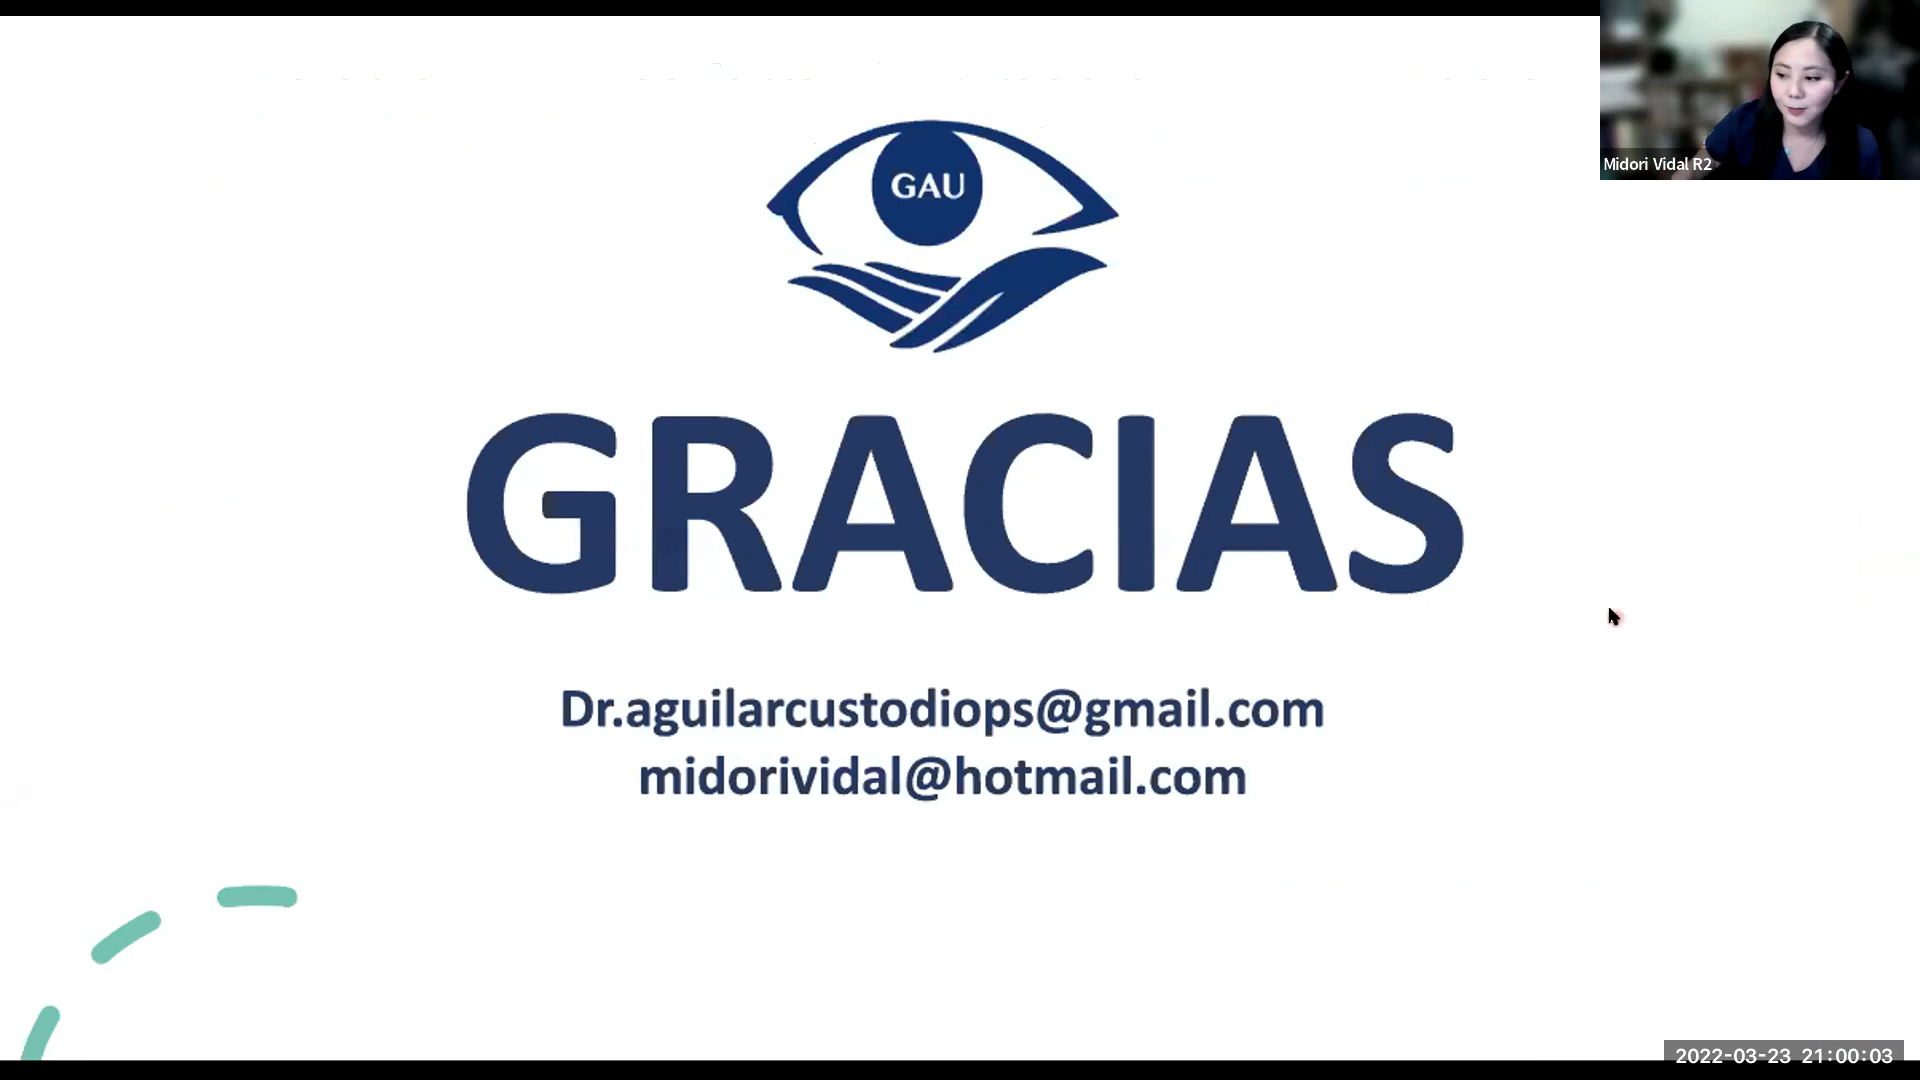 GAU
Midori Vidal R2
GRACIAS
Dr.aguilarcustodiops@gmail.com
midorividal@hotmail.com
2022-03-23 21:00:03